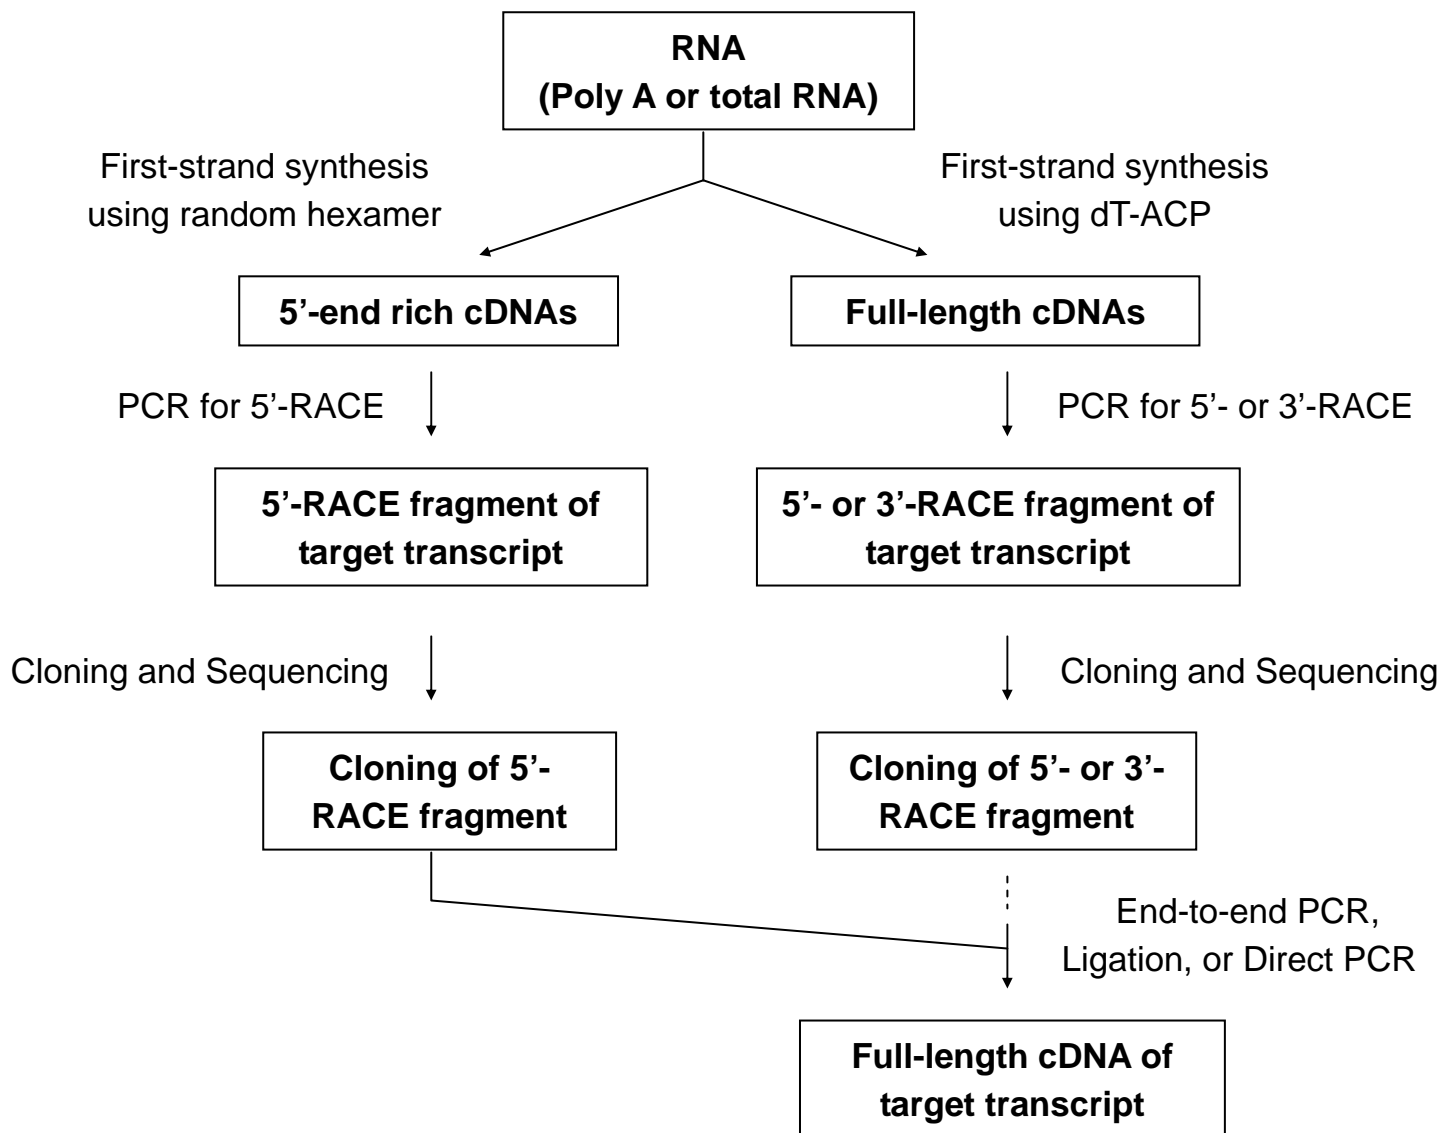 RNA
(Poly A or total RNA)
First-strand synthesis
using random hexamer
First-strand synthesis
using dT-ACP
5’-end rich cDNAs
Full-length cDNAs
PCR for 5’-RACE
PCR for 5’- or 3’-RACE
5’-RACE fragment of
target transcript
5’- or 3’-RACE fragment of
target transcript
Cloning and Sequencing
Cloning and Sequencing
Cloning of 5’-
RACE fragment
Cloning of 5’- or 3’-
RACE fragment
End-to-end PCR,
Ligation, or Direct PCR
Full-length cDNA of
target transcript